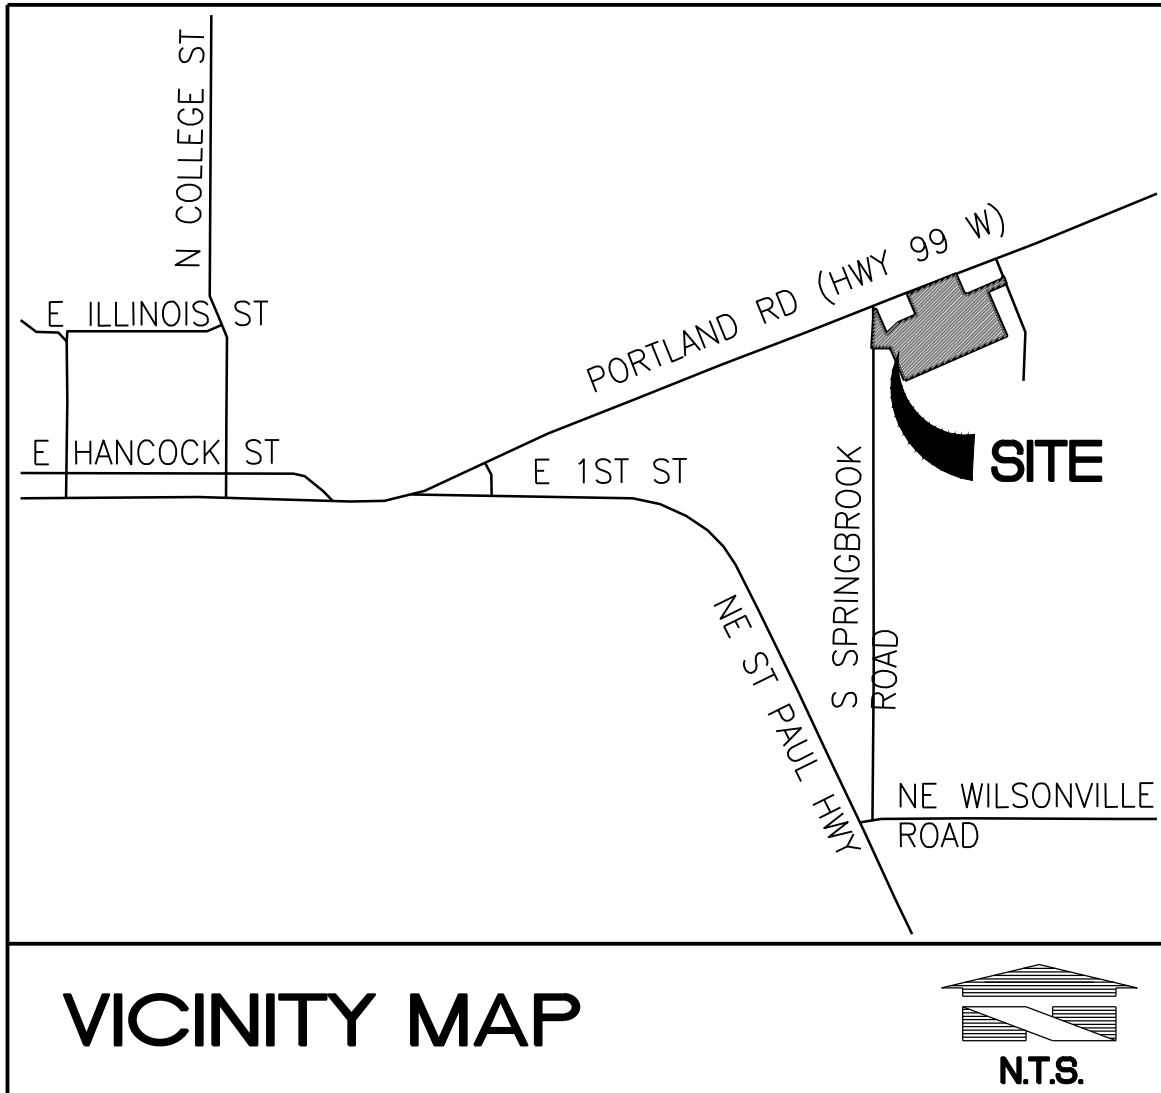 N COLLEGE ST
E ILLINOIS ST
PORTLAND RD (HWY 99 W)
E HANCOCK ST
E 1ST ST
SITE
S SPRINGBROOK
ROAD
NE ST PAUL HWY
NE WILSONVILLE
ROAD
VICINITY MAP
N.T.S.